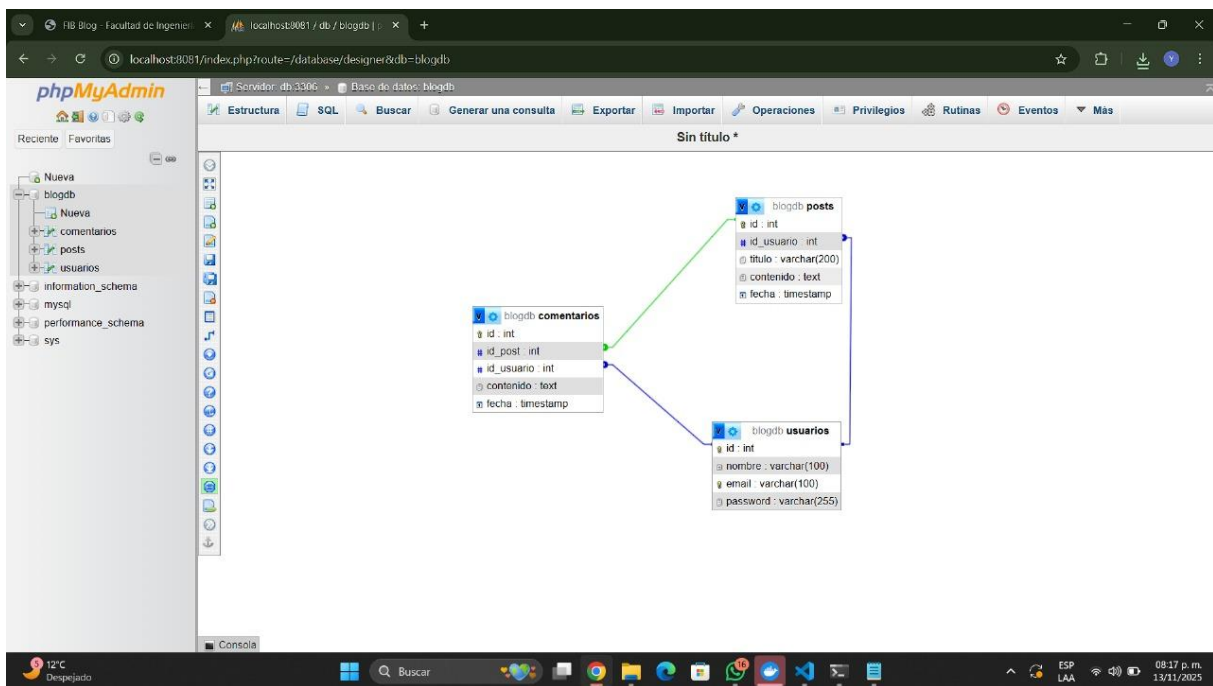 FIB Blog - Facultad de Ingenierí
localhost:8081 / db / blogdb | p
localhost:8081/index.php?route=/database/designer&db=blogdb
phpMyAdmin
Reciente Favoritas
Nueva
blogdb
Nueva
comentarios
posts
usuarios
information_schema
mysql
performance_schema
sys
Servidor: db:3306 » Base de datos: blogdb
Estructura SQL Buscar Generar una consulta Exportar Importar Operaciones Privilegios Rutinas Eventos Más
Sin título *
blogdb posts
id : int
id_usuario : int
titulo : varchar(200)
contenido : text
fecha : timestamp
blogdb comentarios
id : int
id_post : int
id_usuario : int
contenido : text
fecha : timestamp
blogdb usuarios
id : int
nombre : varchar(100)
email : varchar(100)
password : varchar(255)
Consola
5
12°C
Despejado
Buscar
16
ESP
LAA
08:17 p. m.
13/11/2025